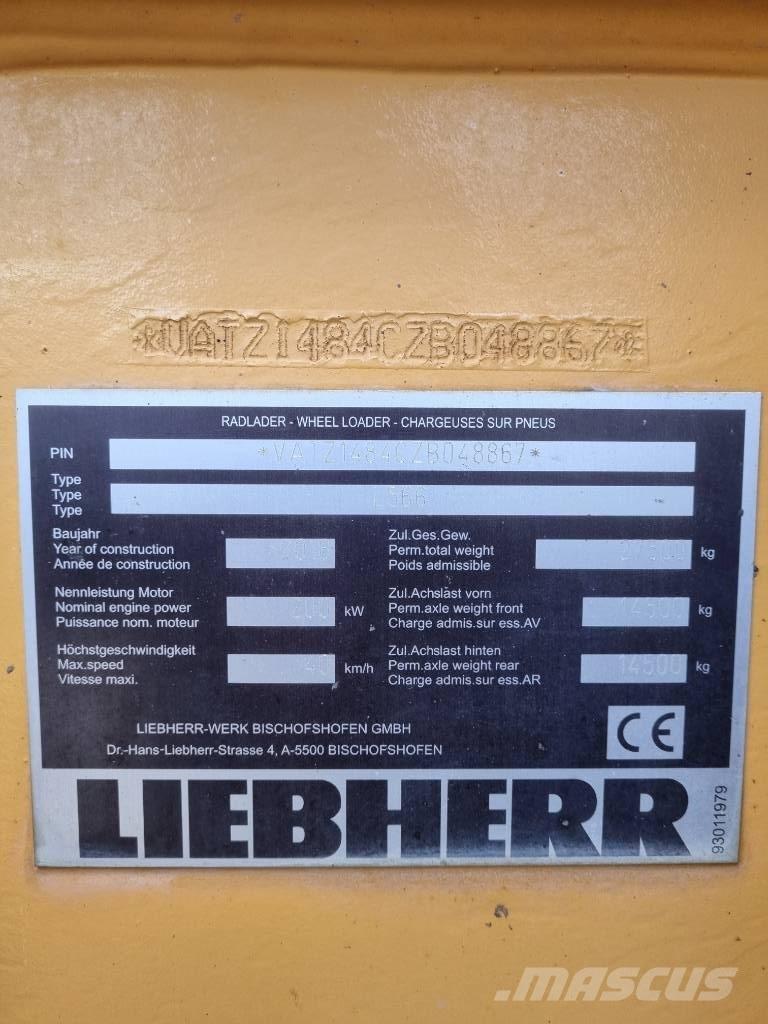 *VATZ1484CZB048867*
RADLADER - WHEEL LOADER - CHARGEUSES SUR PNEUS
PIN *VATZ1484CZB048867*
Type
Type L566
Type
Baujahr
Year of construction
Année de construction
Zul.Ges.Gew.
Perm.total weight 27500 kg
Poids admissible
Nennleistung Motor
Nominal engine power 200 kW
Puissance nom. moteur
Zul.Achslast vorn
Perm.axle weight front 14500 kg
Charge admis.sur ess.AV
Höchstgeschwindigkeit
Max.speed 40 km/h
Vitesse maxi.
Zul.Achslast hinten
Perm.axle weight rear 14500 kg
Charge admis.sur ess.AR
LIEBHERR-WERK BISCHOFSHOFEN GMBH
Dr.-Hans-Liebherr-Strasse 4, A-5500 BISCHOFSHOFEN
CE
LIEBHERR
93011979
MASCUS